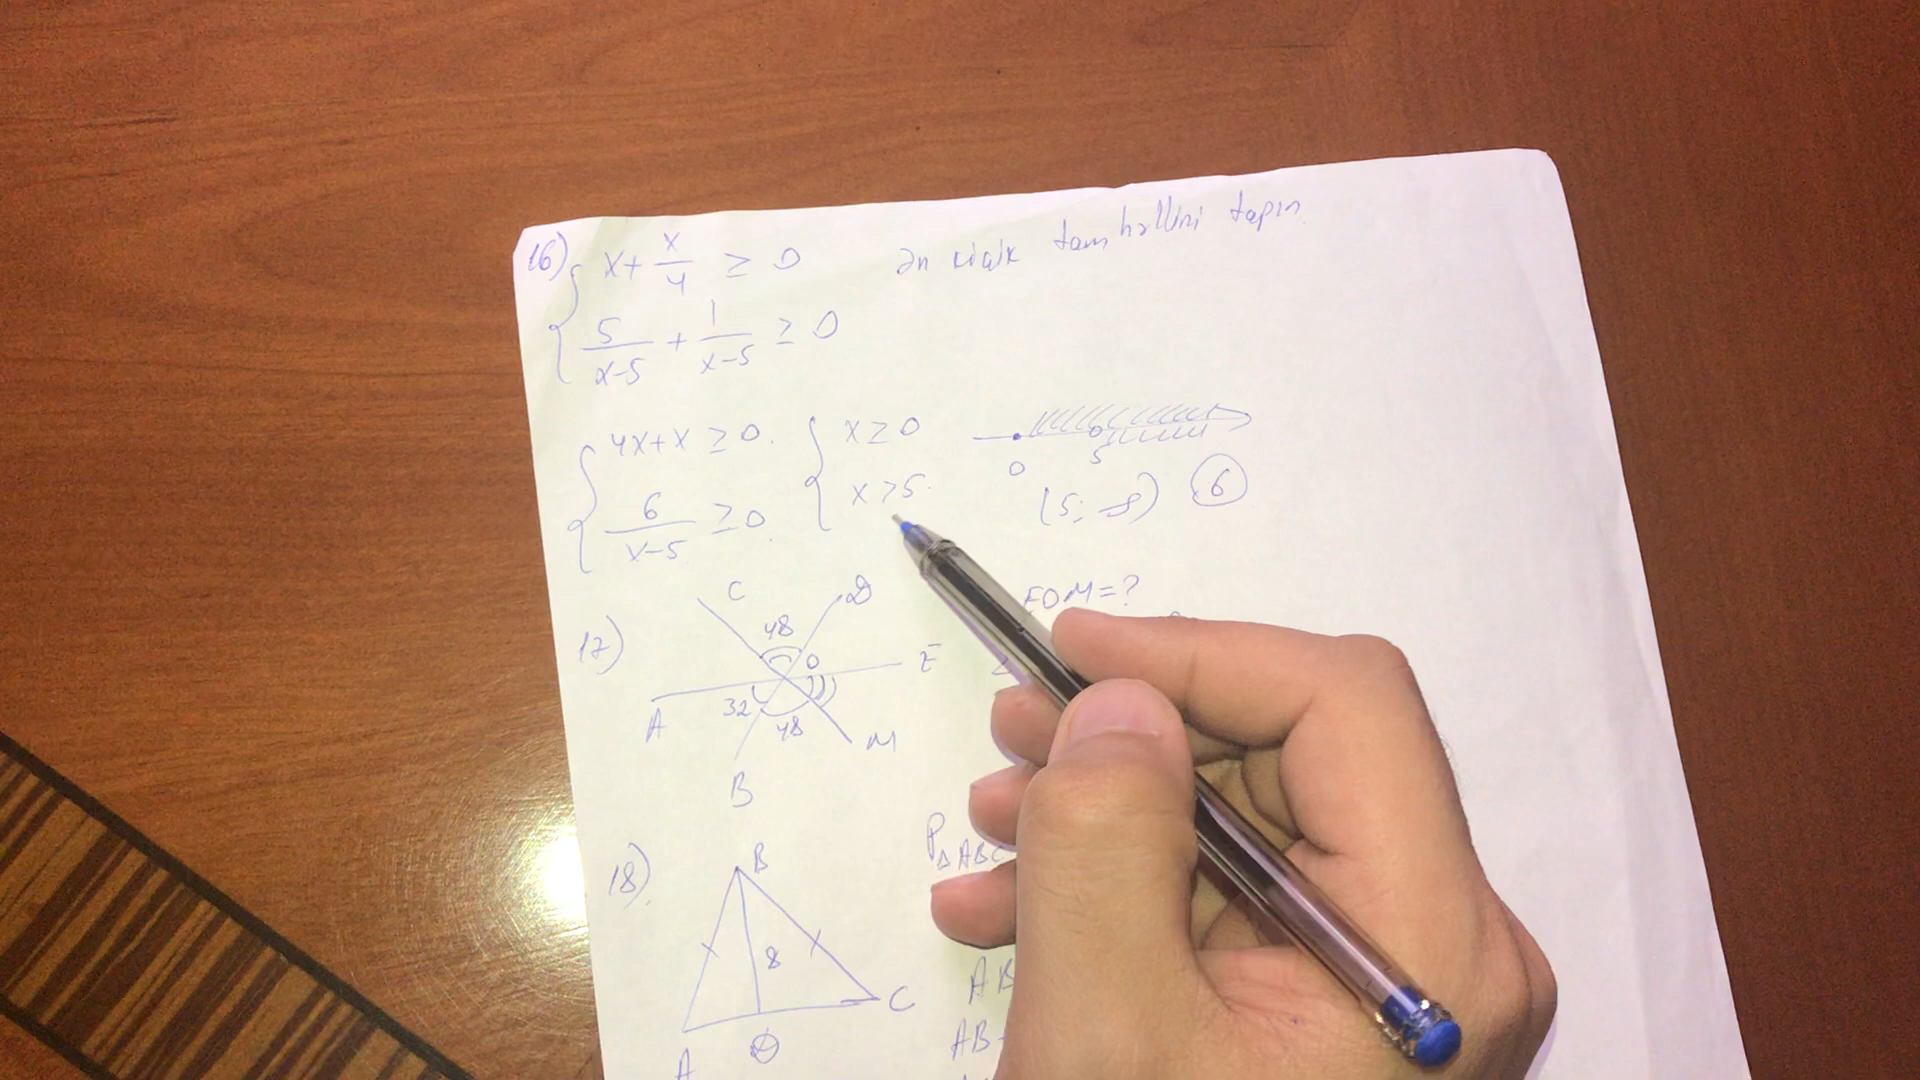 16) { x + x/4 ≥ 0 ən kiçik tam həllini tapın
5/(x-5) + 1/(x-5) ≥ 0
{ 4x+x ≥ 0. { x ≥ 0
6/(x-5) ≥ 0. x > 5.
0 5
(5; ∞) 6
17) C D EOM=?
48
O E
A 32 48 M
B
18) B P△ABC
8
C AB
A D AB